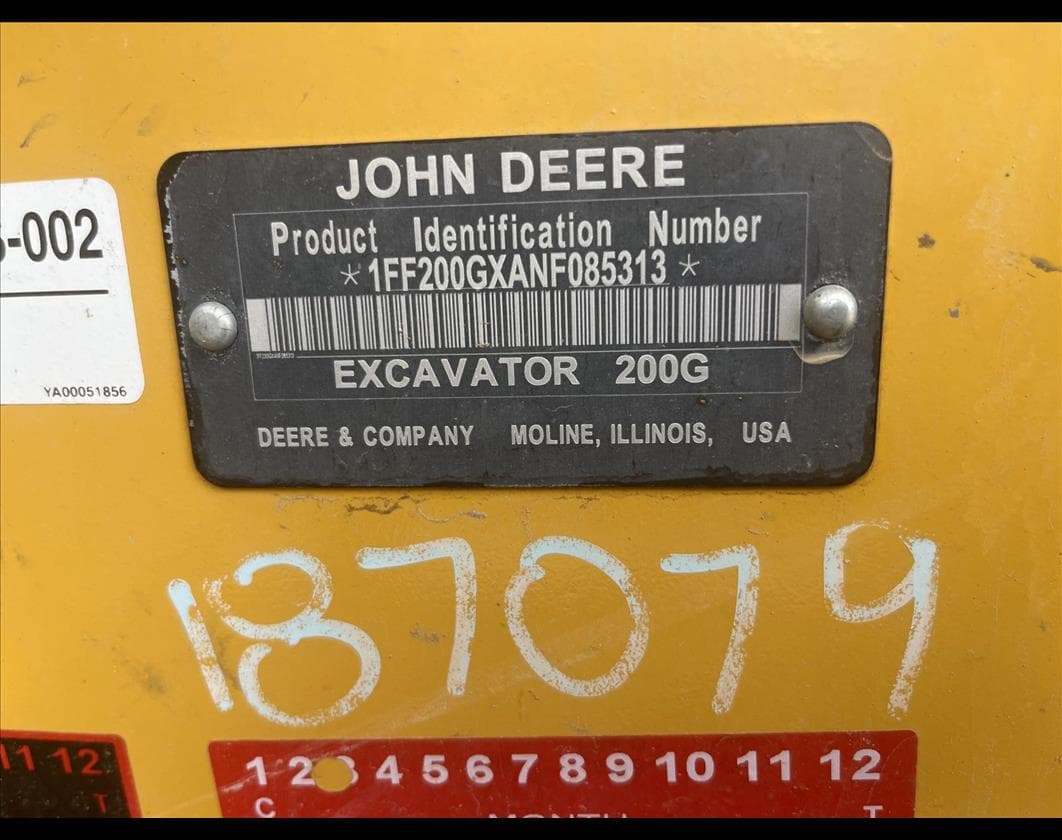 JOHN DEERE
Product Identification Number
*1FF200GXANF085313*
EXCAVATOR 200G
DEERE & COMPANY MOLINE, ILLINOIS, USA
-002
YA00051856
187079
11 12
T
1 2 3 4 5 6 7 8 9 10 11 12
C T
MONTH